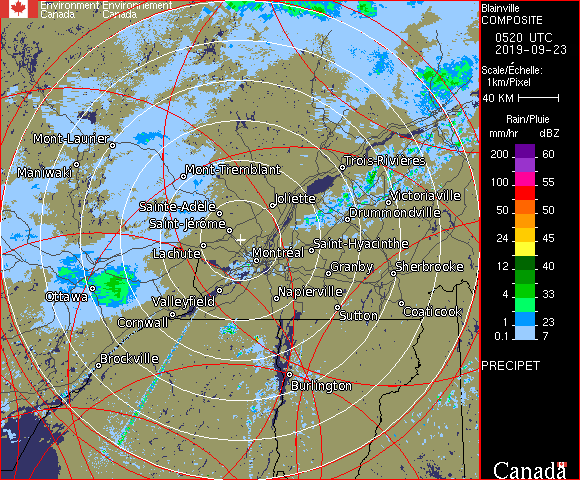 Environment Environnement
Canada Canada
Blainville
COMPOSITE
0520 UTC
2019-09-23
Scale/Échelle:
1km/Pixel
40 KM
Rain/Pluie
mm/hr dBZ
200 60
150 57
100 55
50 50
24 45
12 40
4 33
1 23
0.1 7
PRECIPET
Canada
Mont-Laurier
Maniwaki
Mont-Tremblant
Trois-Rivières
Joliette
Victoriaville
Sainte-Adèle
Drummondville
Saint-Jérôme
Lachute
Montréal
Saint-Hyacinthe
Granby
Sherbrooke
Ottawa
Valleyfield
Napierville
Cornwall
Sutton
Coaticook
Brockville
Burlington